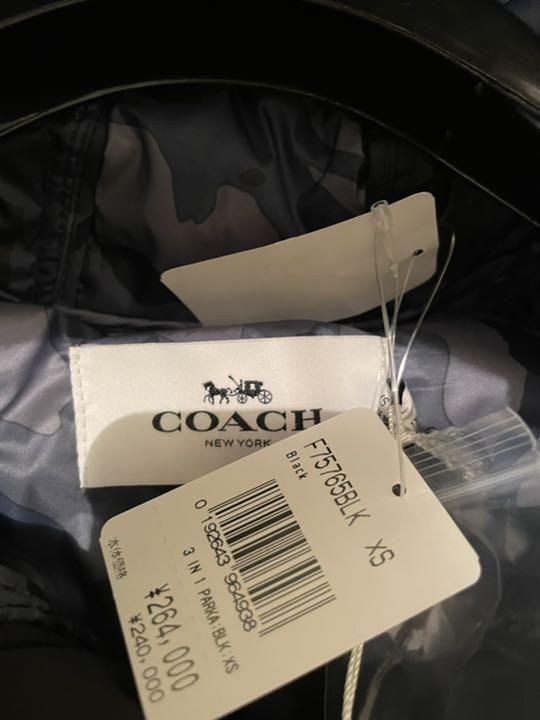 COACH
NEW YORK
F75765BLK XS
Black
0 192643 964938
3 IN 1 PARKA;BLK;XS
¥264,000
本体価格 ¥240,000